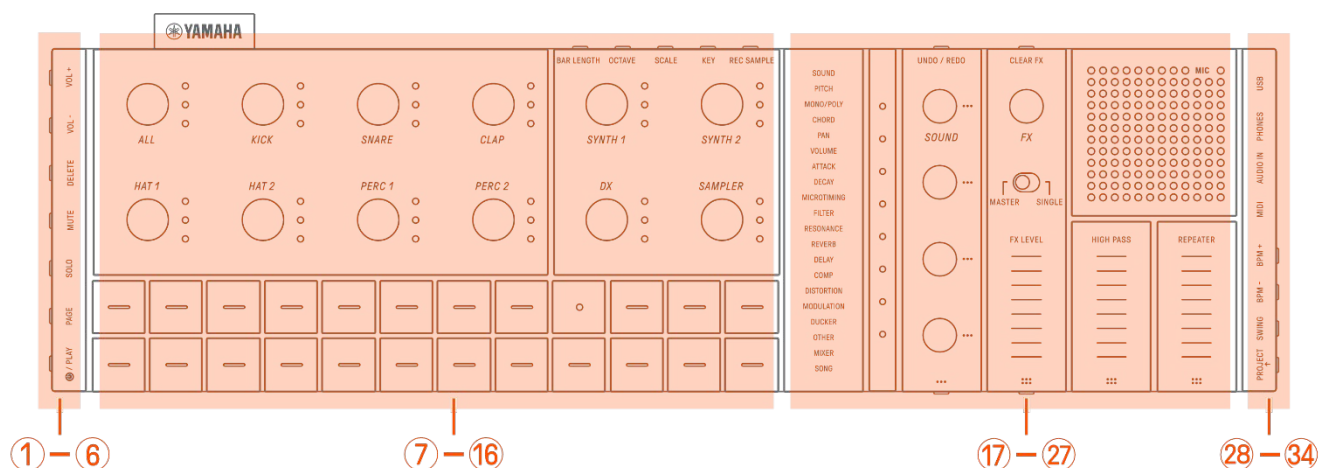 YAMAHA
VOL +
VOL -
DELETE
MUTE
SOLO
PAGE
/ PLAY
BAR LENGTH OCTAVE SCALE KEY REC SAMPLE
ALL KICK SNARE CLAP SYNTH 1 SYNTH 2
HAT 1 HAT 2 PERC 1 PERC 2 DX SAMPLER
SOUND
PITCH
MONO/POLY
CHORD
PAN
VOLUME
ATTACK
DECAY
MICROTIMING
FILTER
RESONANCE
REVERB
DELAY
COMP
DISTORTION
MODULATION
DUCKER
OTHER
MIXER
SONG
UNDO / REDO CLEAR FX
MIC
SOUND FX
MASTER SINGLE
FX LEVEL HIGH PASS REPEATER
USB
PHONES
AUDIO IN
MIDI
BPM +
BPM -
SWING
PROJECT
①–⑥ ⑦–⑯ ⑰–㉗ ㉘–㉞